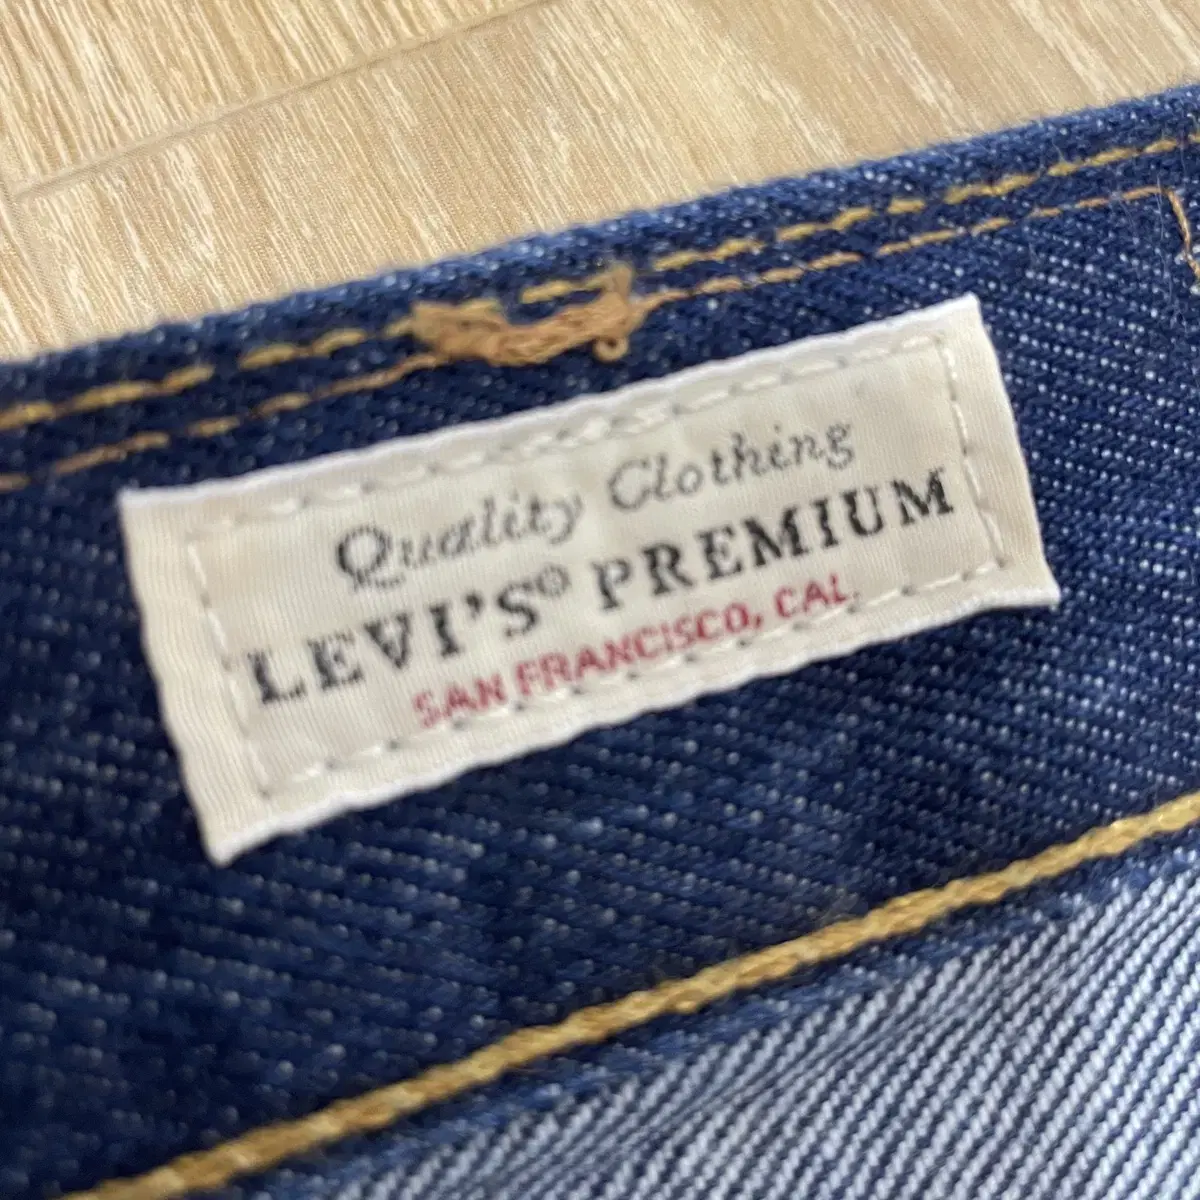 Quality Clothing
LEVI'S® PREMIUM
SAN FRANCISCO, CAL.